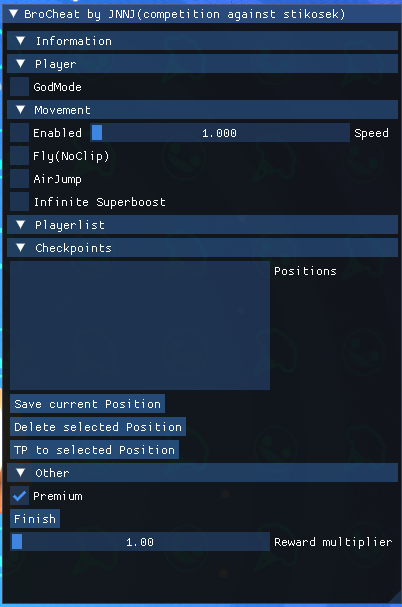 BroCheat by JNNJ(competition against stikosek)
Information
Player
GodMode
Movement
Enabled 1.000 Speed
Fly(NoClip)
AirJump
Infinite Superboost
Playerlist
Checkpoints
Positions
Save current Position
Delete selected Position
TP to selected Position
Other
Premium
Finish
1.00 Reward multiplier